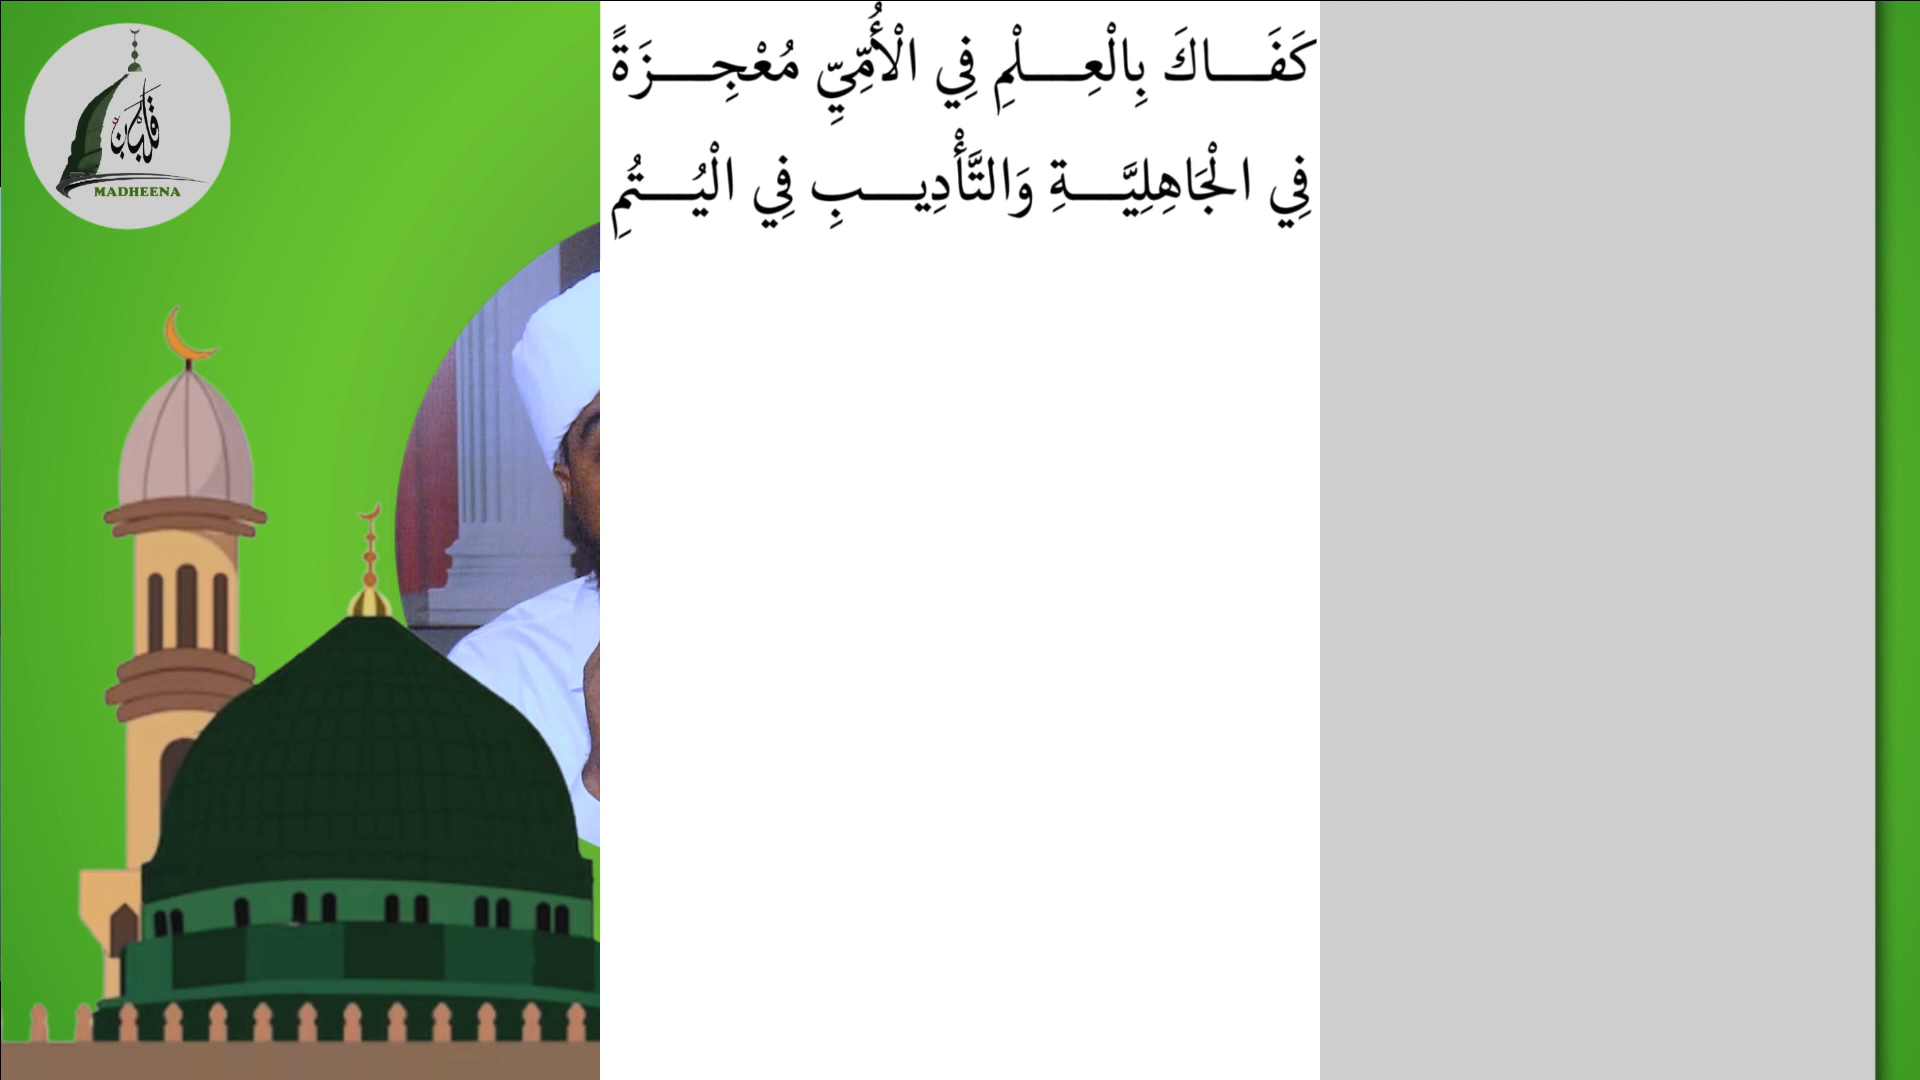 كَفَـــاكَ بِالْعِـــلْمِ فِي الْأُمِّيِّ مُعْجِـــزَةً
فِي الْجَاهِلِيَّـــةِ وَالتَّأْدِيـــبِ فِي الْيُـــتُمِ
MADHEENA